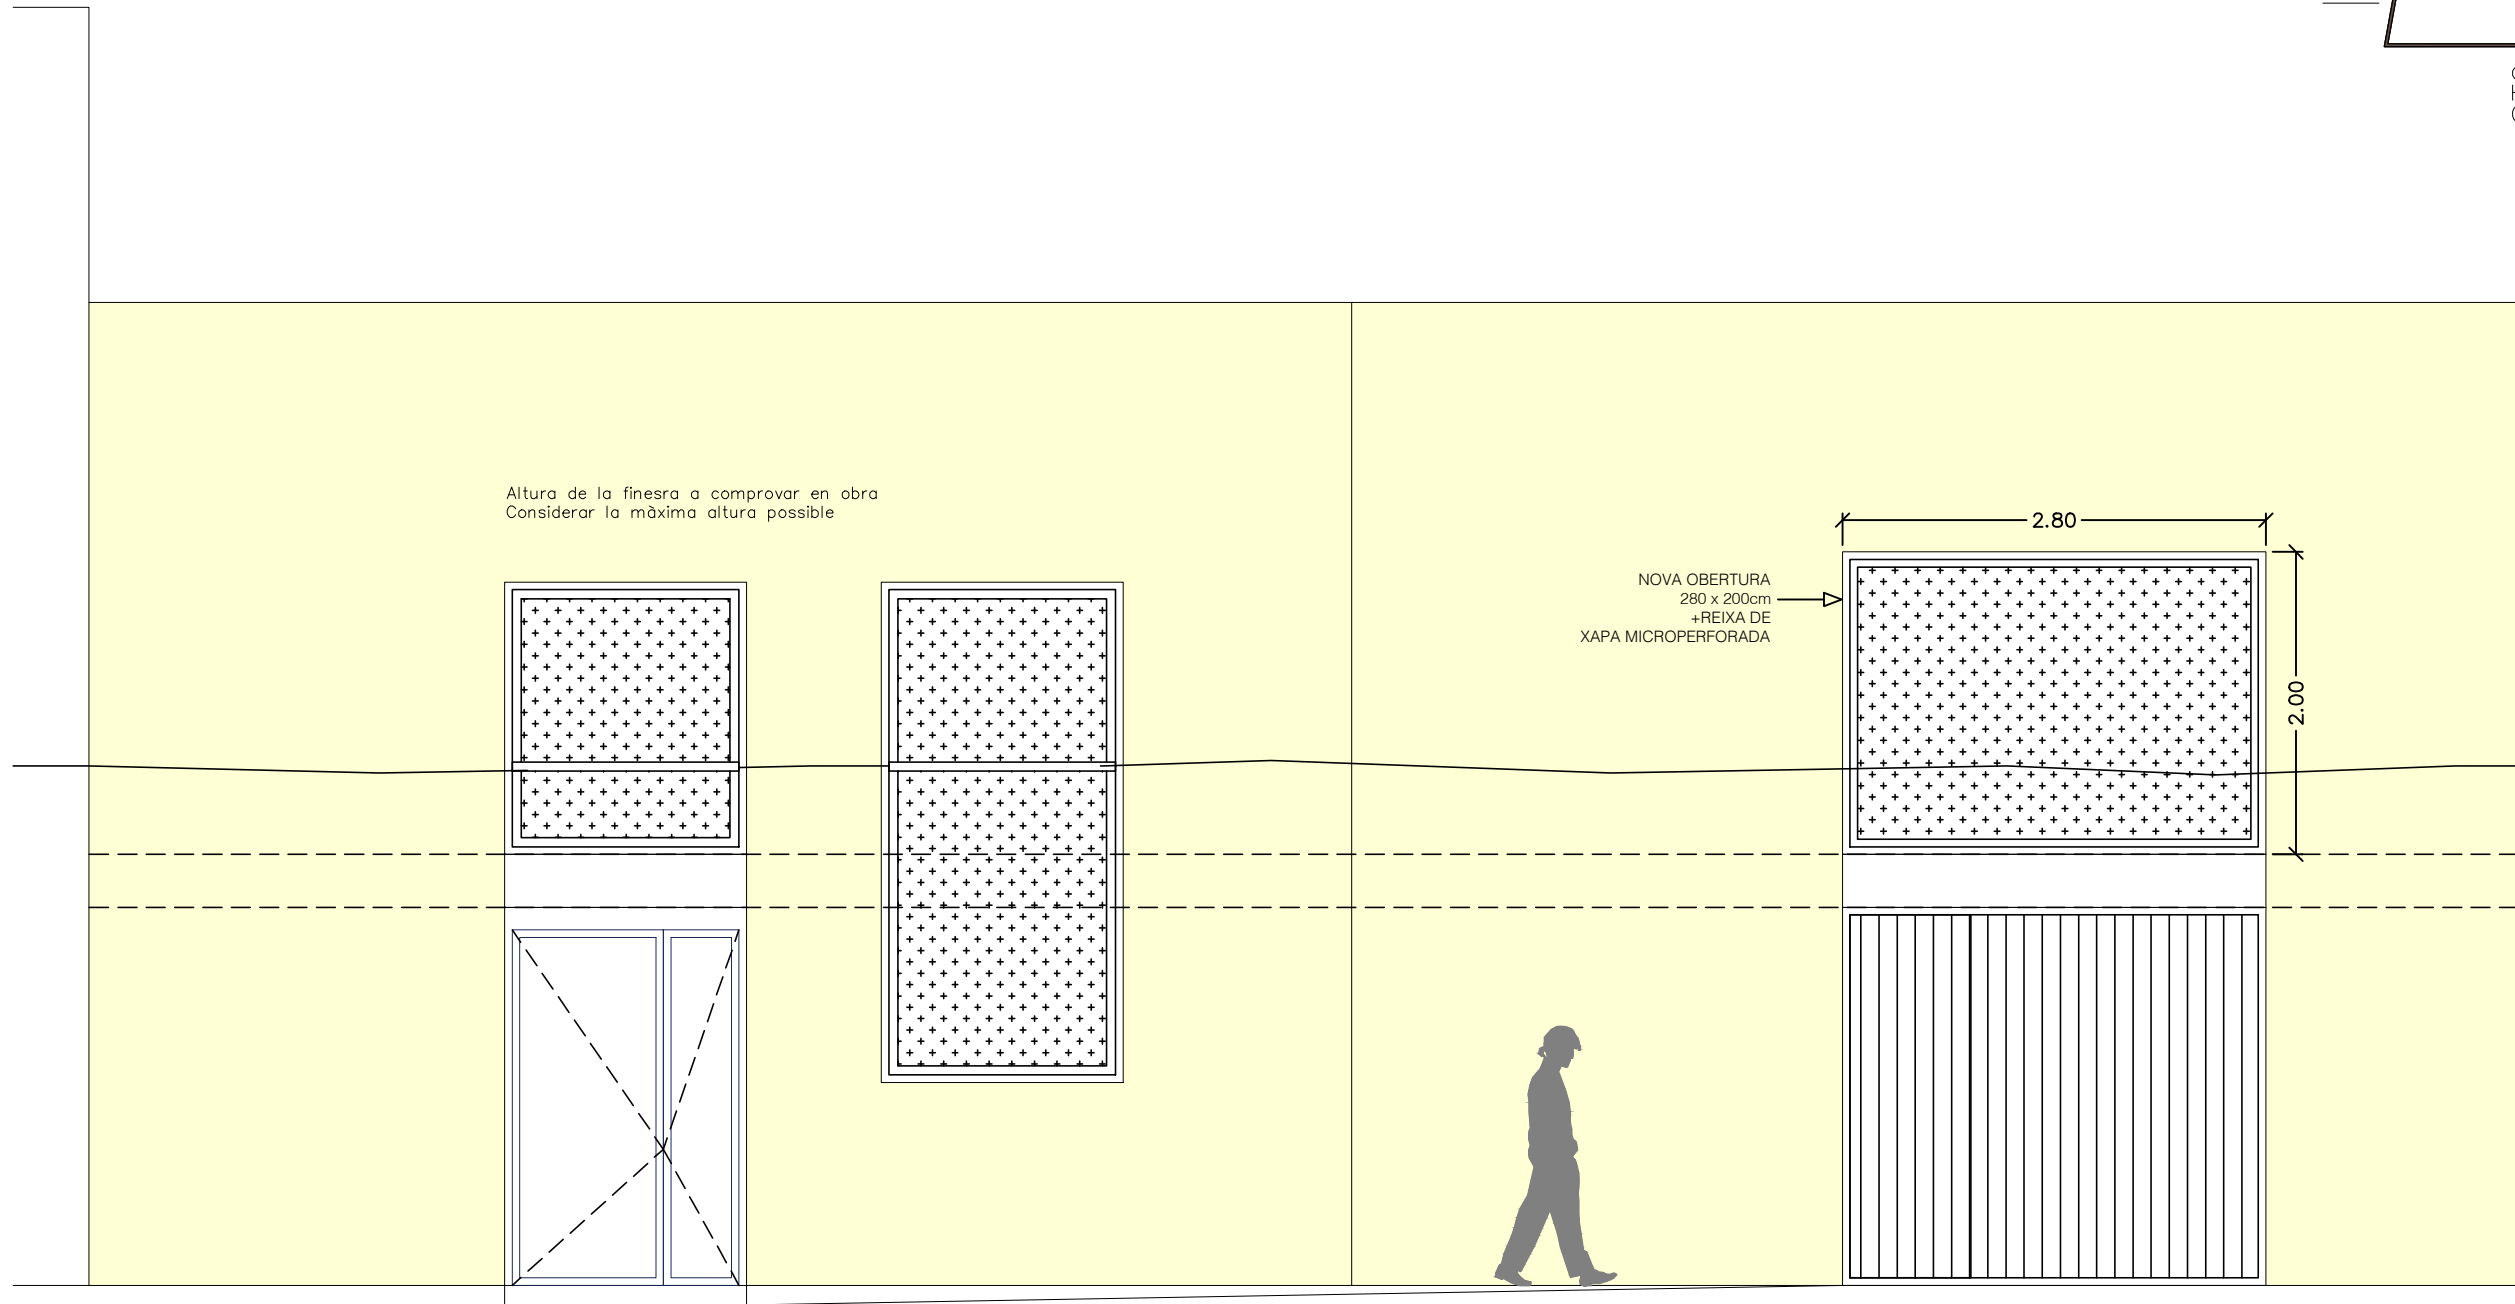 Altura de la finesra a comprovar en obra
Considerar la màxima altura possible
2.80
NOVA OBERTURA
280 x 200cm
+REIXA DE
XAPA MICROPERFORADA
2.00